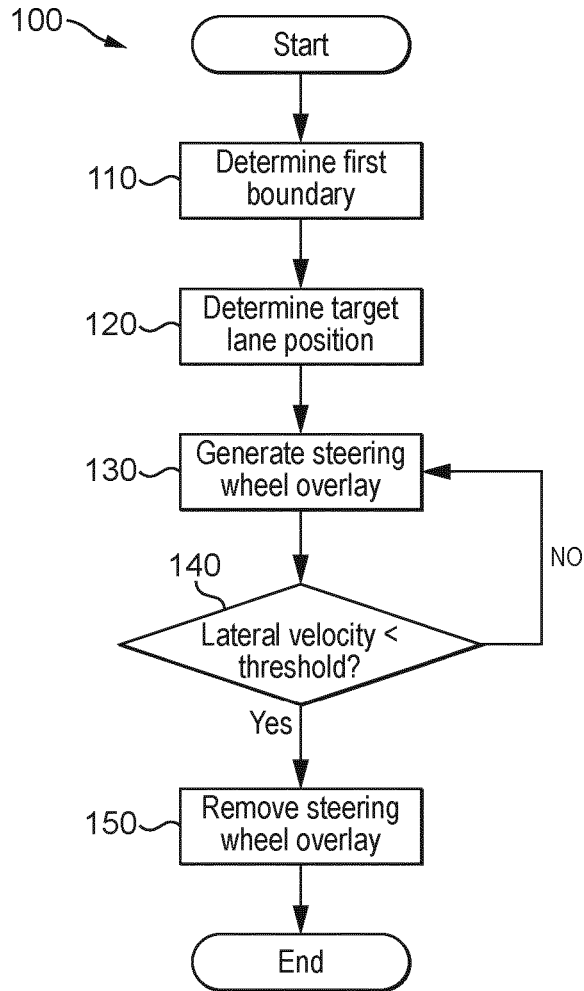 100
Start
110
Determine first
boundary
120
Determine target
lane position
130
Generate steering
wheel overlay
NO
140
Lateral velocity <
threshold?
Yes
150
Remove steering
wheel overlay
End